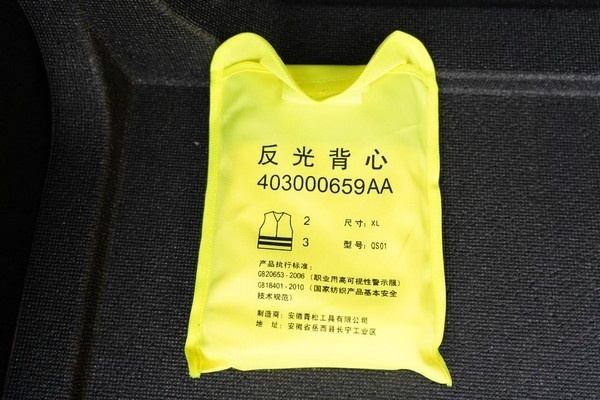 反光背心
403000659AA
2 尺寸：XL
3 型号：QS01
产品执行标准：
GB20653-2006（职业用高可视性警示服）
GB18401-2010（国家纺织产品基本安全
技术规范）
制造商：安徽青松工具有限公司
地 址：安徽省岳西县长宁工业区